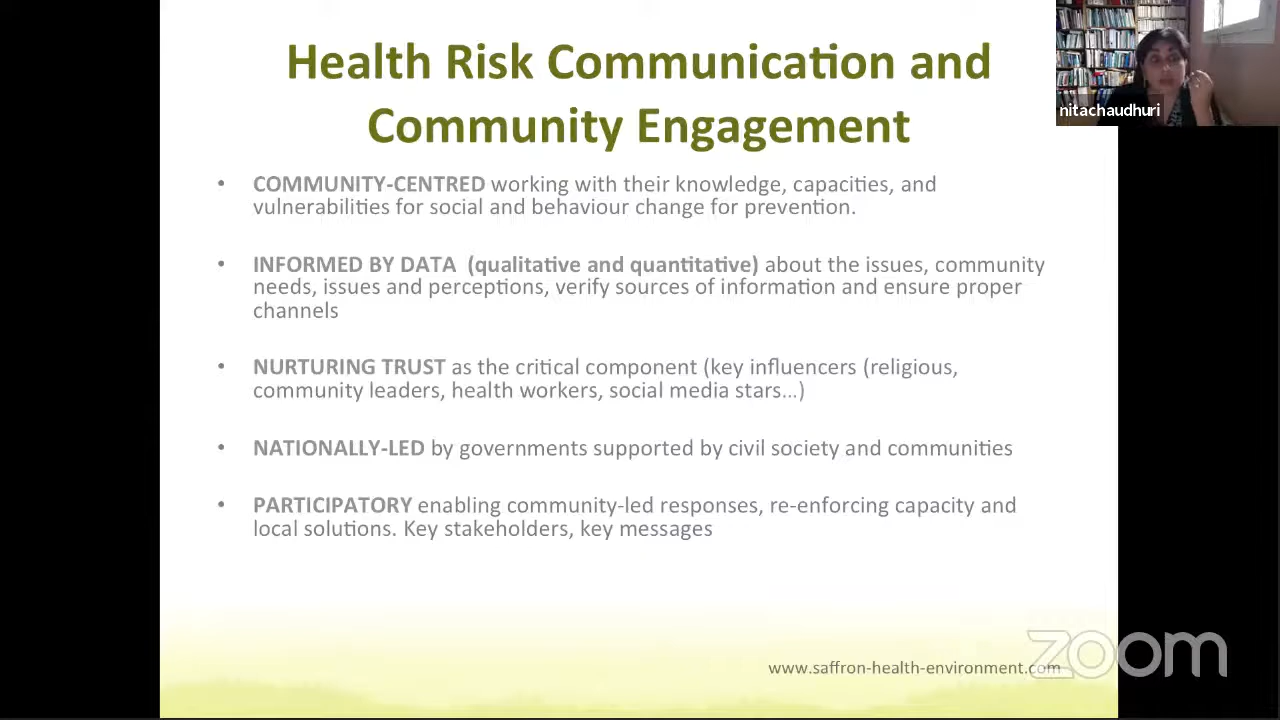 Health Risk Communication and
Community Engagement
nitachaudhuri
• COMMUNITY-CENTRED working with their knowledge, capacities, and
vulnerabilities for social and behaviour change for prevention.
• INFORMED BY DATA (qualitative and quantitative) about the issues, community
needs, issues and perceptions, verify sources of information and ensure proper
channels
• NURTURING TRUST as the critical component (key influencers (religious,
community leaders, health workers, social media stars...)
• NATIONALLY-LED by governments supported by civil society and communities
• PARTICIPATORY enabling community-led responses, re-enforcing capacity and
local solutions. Key stakeholders, key messages
www.saffron-health-environment.com
zoom